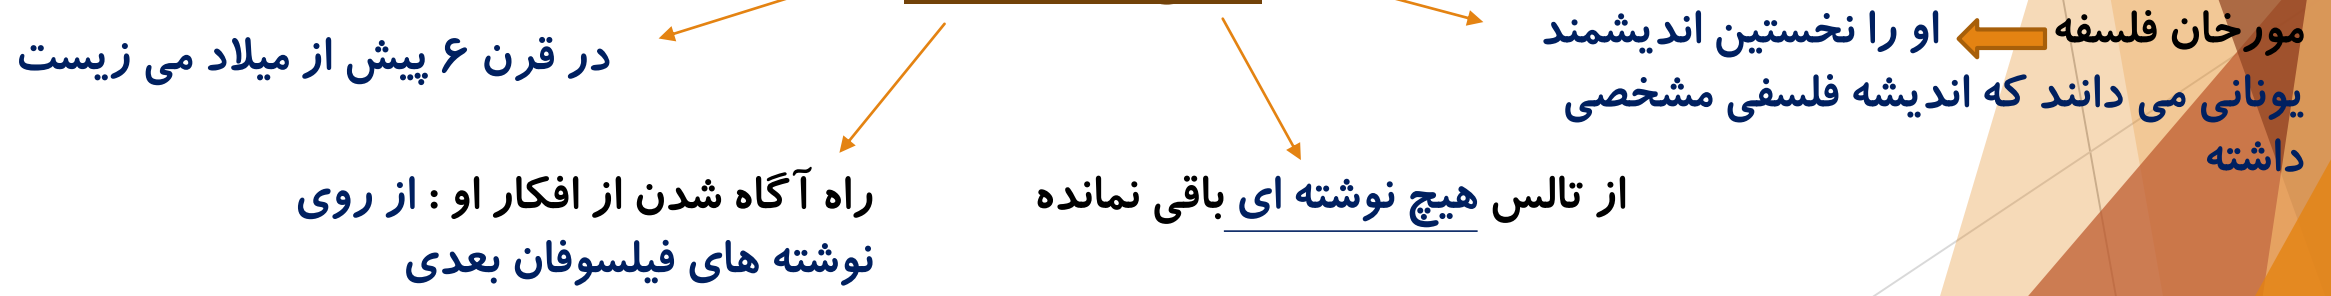 مورخان فلسفه او را نخستین اندیشمند
یونانی می دانند که اندیشه فلسفی مشخصی
داشته
در قرن ۶ پیش از میلاد می زیست
از تالس هیچ نوشته ای باقی نمانده
راه آگاه شدن از افکار او : از روی
نوشته های فیلسوفان بعدی